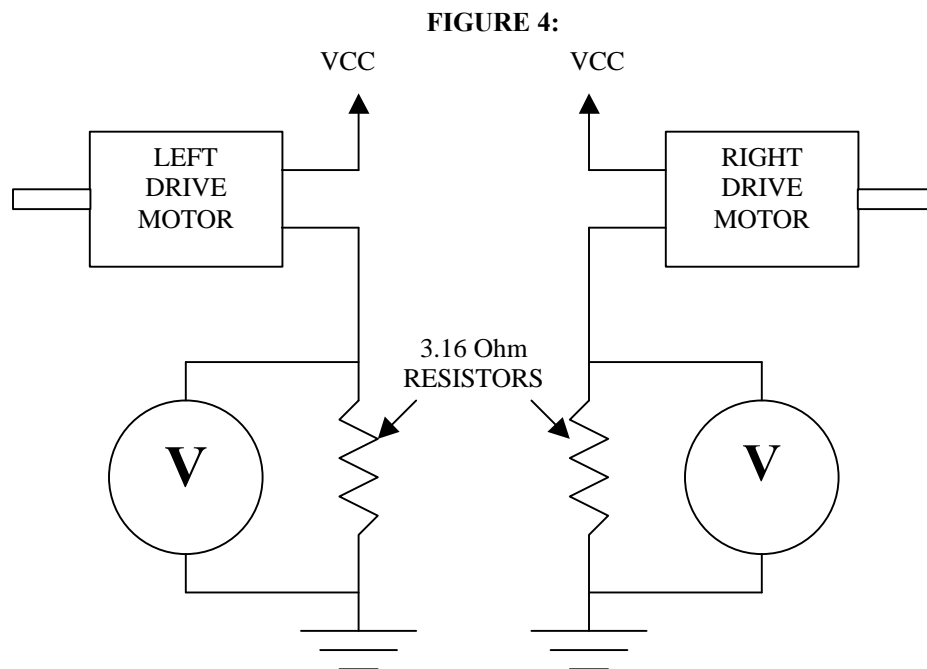 FIGURE 4:
VCC
VCC
LEFT
DRIVE
MOTOR
RIGHT
DRIVE
MOTOR
3.16 Ohm
RESISTORS
V
V